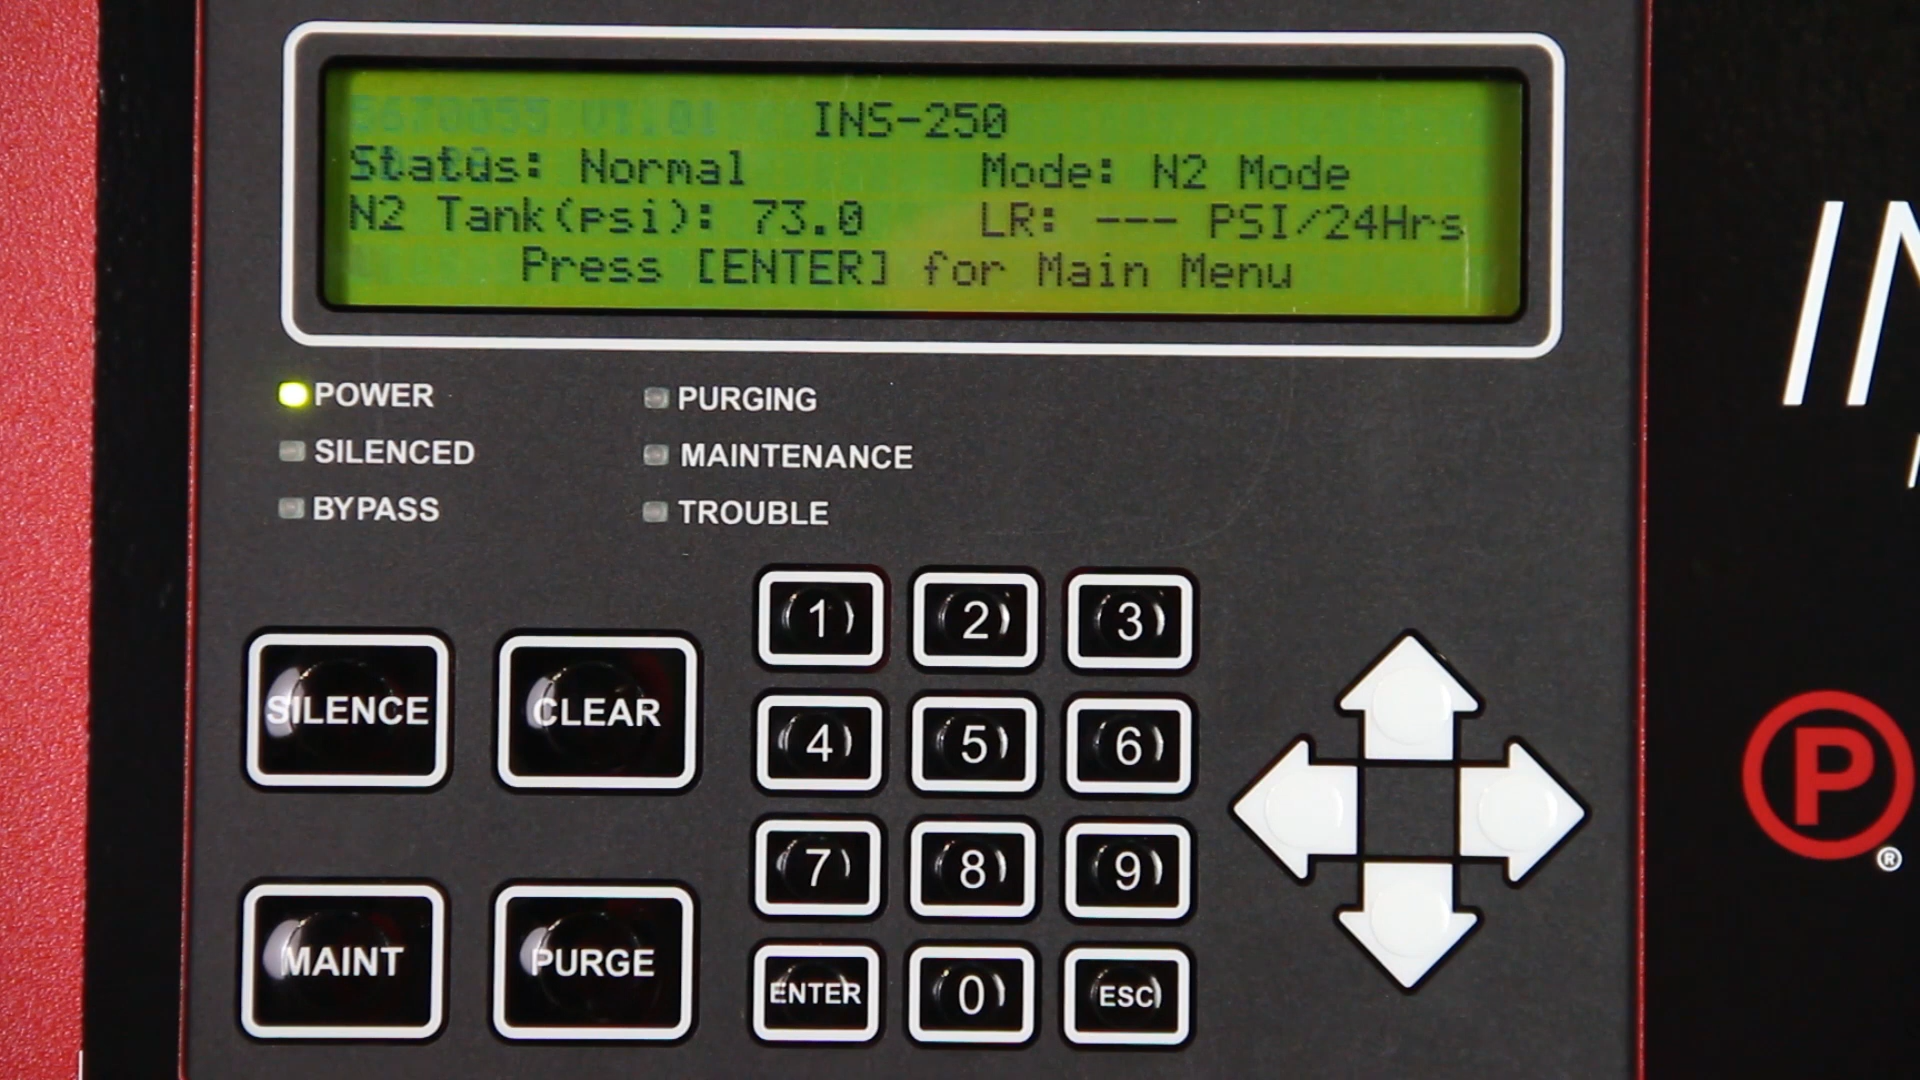 INS-250
Status: Normal Mode: N2 Mode
N2 Tank(psi): 73.0 LR: --- PSI/24Hrs
Press [ENTER] for Main Menu
POWER PURGING
SILENCED MAINTENANCE
BYPASS TROUBLE
1 2 3
SILENCE CLEAR
4 5 6
7 8 9
MAINT PURGE
ENTER 0 ESC
P
®